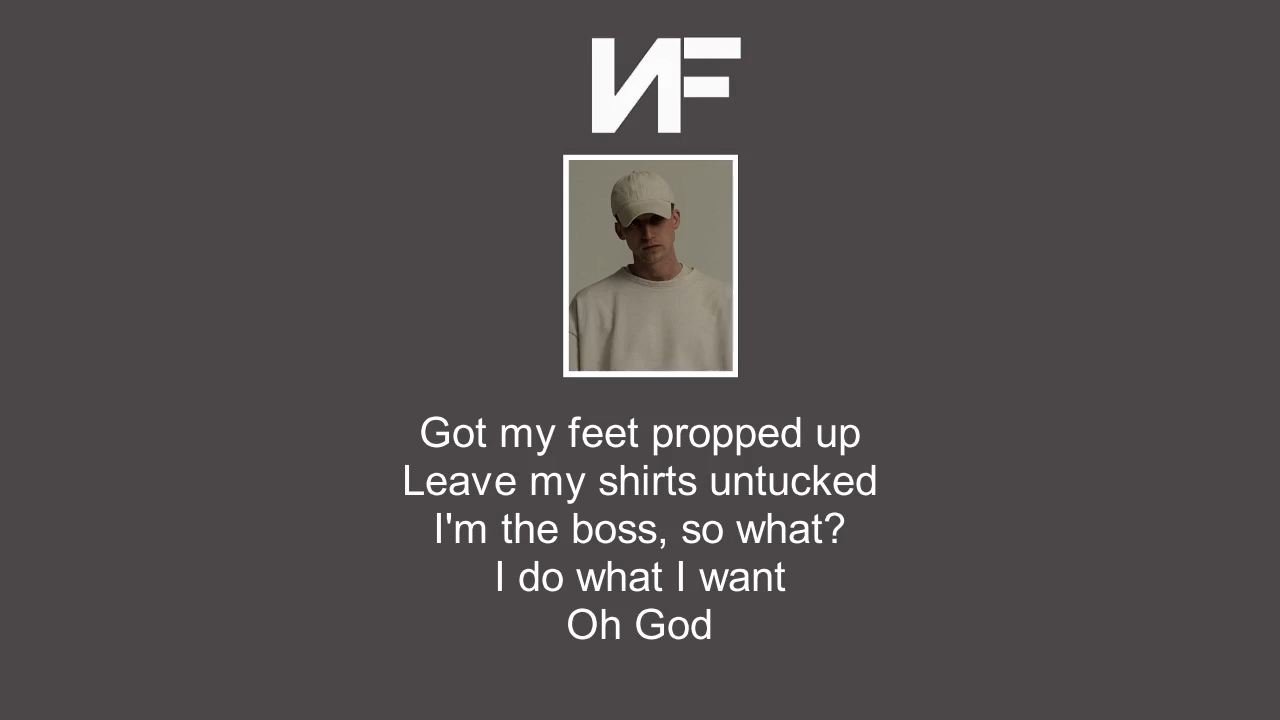 NF
Got my feet propped up
Leave my shirts untucked
I'm the boss, so what?
I do what I want
Oh God